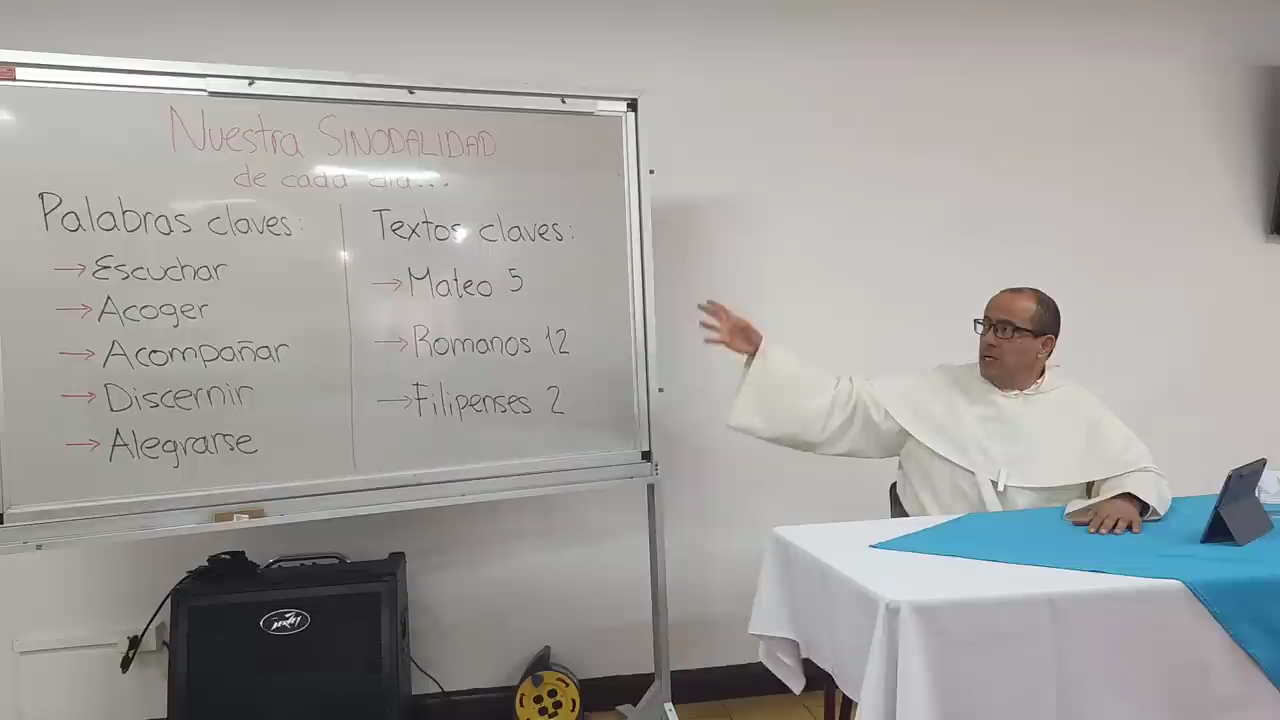 Nuestra SINODALIDAD
de cada día...
Palabras claves:
→Escuchar
→Acoger
→Acompañar
→Discernir
→Alegrarse
Textos claves:
→Mateo 5
→Romanos 12
→Filipenses 2
PEAVEY